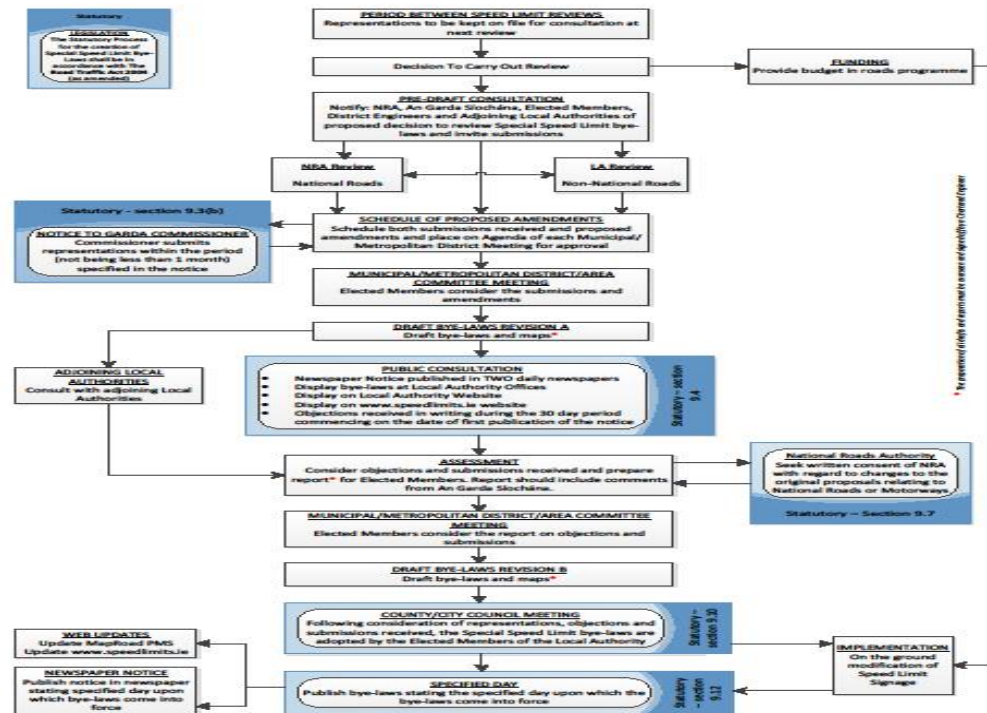 Statutory
LEGISLATION
The Statutory Process
for the creation of
Special Speed Limit Bye-
Laws shall be in
accordance with The
Road Traffic Act 2004
(as amended)
PERIOD BETWEEN SPEED LIMIT REVIEWS
Representations to be kept on file for consultation at
next review
Decision To Carry Out Review
FUNDING
Provide budget in roads programme
PRE-DRAFT CONSULTATION
Notify: NRA, An Garda Síochána, Elected Members,
District Engineers and Adjoining Local Authorities of
proposed decision to review Special Speed Limit bye-
laws and invite submissions
NRA Review
National Roads
LA Review
Non-National Roads
Statutory - section 9.3(b)
NOTICE TO GARDA COMMISSIONER
Commissioner submits
representations within the period
(not being less than 1 month)
specified in the notice
SCHEDULE OF PROPOSED AMENDMENTS
Schedule both submissions received and proposed
amendments and place on Agenda of each Municipal/
Metropolitan District Meeting for approval
MUNICIPAL/METROPOLITAN DISTRICT/AREA
COMMITTEE MEETING
Elected Members consider the submissions and
amendments
DRAFT BYE-LAWS REVISION A
Draft bye-laws and maps*
ADJOINING LOCAL
AUTHORITIES
Consult with adjoining Local
Authorities
PUBLIC CONSULTATION
• Newspaper Notice published in TWO daily newspapers
• Display bye-laws at Local Authority Offices
• Display on Local Authority Website
• Display on www.speedlimits.ie website
• Objections received in writing during the 30 day period
commencing on the date of first publication of the notice
Statutory – section
9.4
ASSESSMENT
Consider objections and submissions received and prepare
report* for Elected Members. Report should include comments
from An Garda Síochána.
National Roads Authority
Seek written consent of NRA
with regard to changes to the
original proposals relating to
National Roads or Motorways
Statutory – Section 9.7
MUNICIPAL/METROPOLITAN DISTRICT/AREA COMMITTEE
MEETING
Elected Members consider the report on objections and
submissions
DRAFT BYE-LAWS REVISION B
Draft bye-laws and maps*
COUNTY/CITY COUNCIL MEETING
Following consideration of representations, objections and
submissions received, the Special Speed Limit bye-laws are
adopted by the Elected Members of the Local Authority
Statutory –
section 9.10
WEB UPDATES
Update MapRoad PMS
Update www.speedlimits.ie
NEWSPAPER NOTICE
Publish notice in newspaper
stating specified day upon
which bye-laws come into
force
SPECIFIED DAY
Publish bye-laws stating the specified day upon which the
bye-laws come into force
Statutory
– section
9.12
IMPLEMENTATION
On the ground
modification of
Speed Limit
Signage